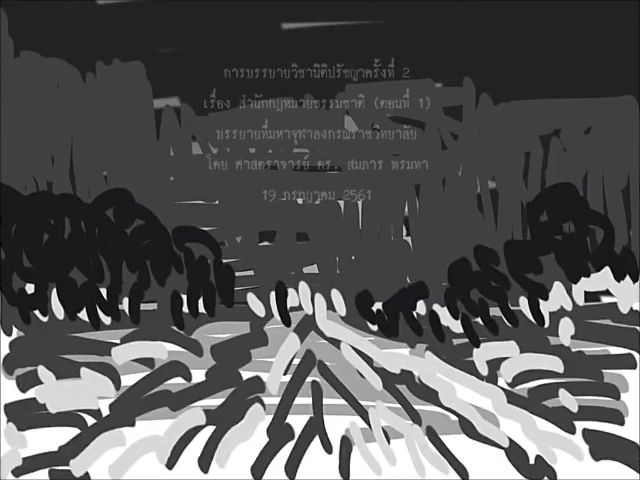 การบรรยายวิชานิติปรัชญาครั้งที่ 2
เรื่อง สำนักกฎหมายธรรมชาติ (ตอนที่ 1)
บรรยายที่มหาจุฬาลงกรณราชวิทยาลัย
โดย ศาสตราจารย์ ดร. สมภาร พรมทา
19 กรกฎาคม 2561